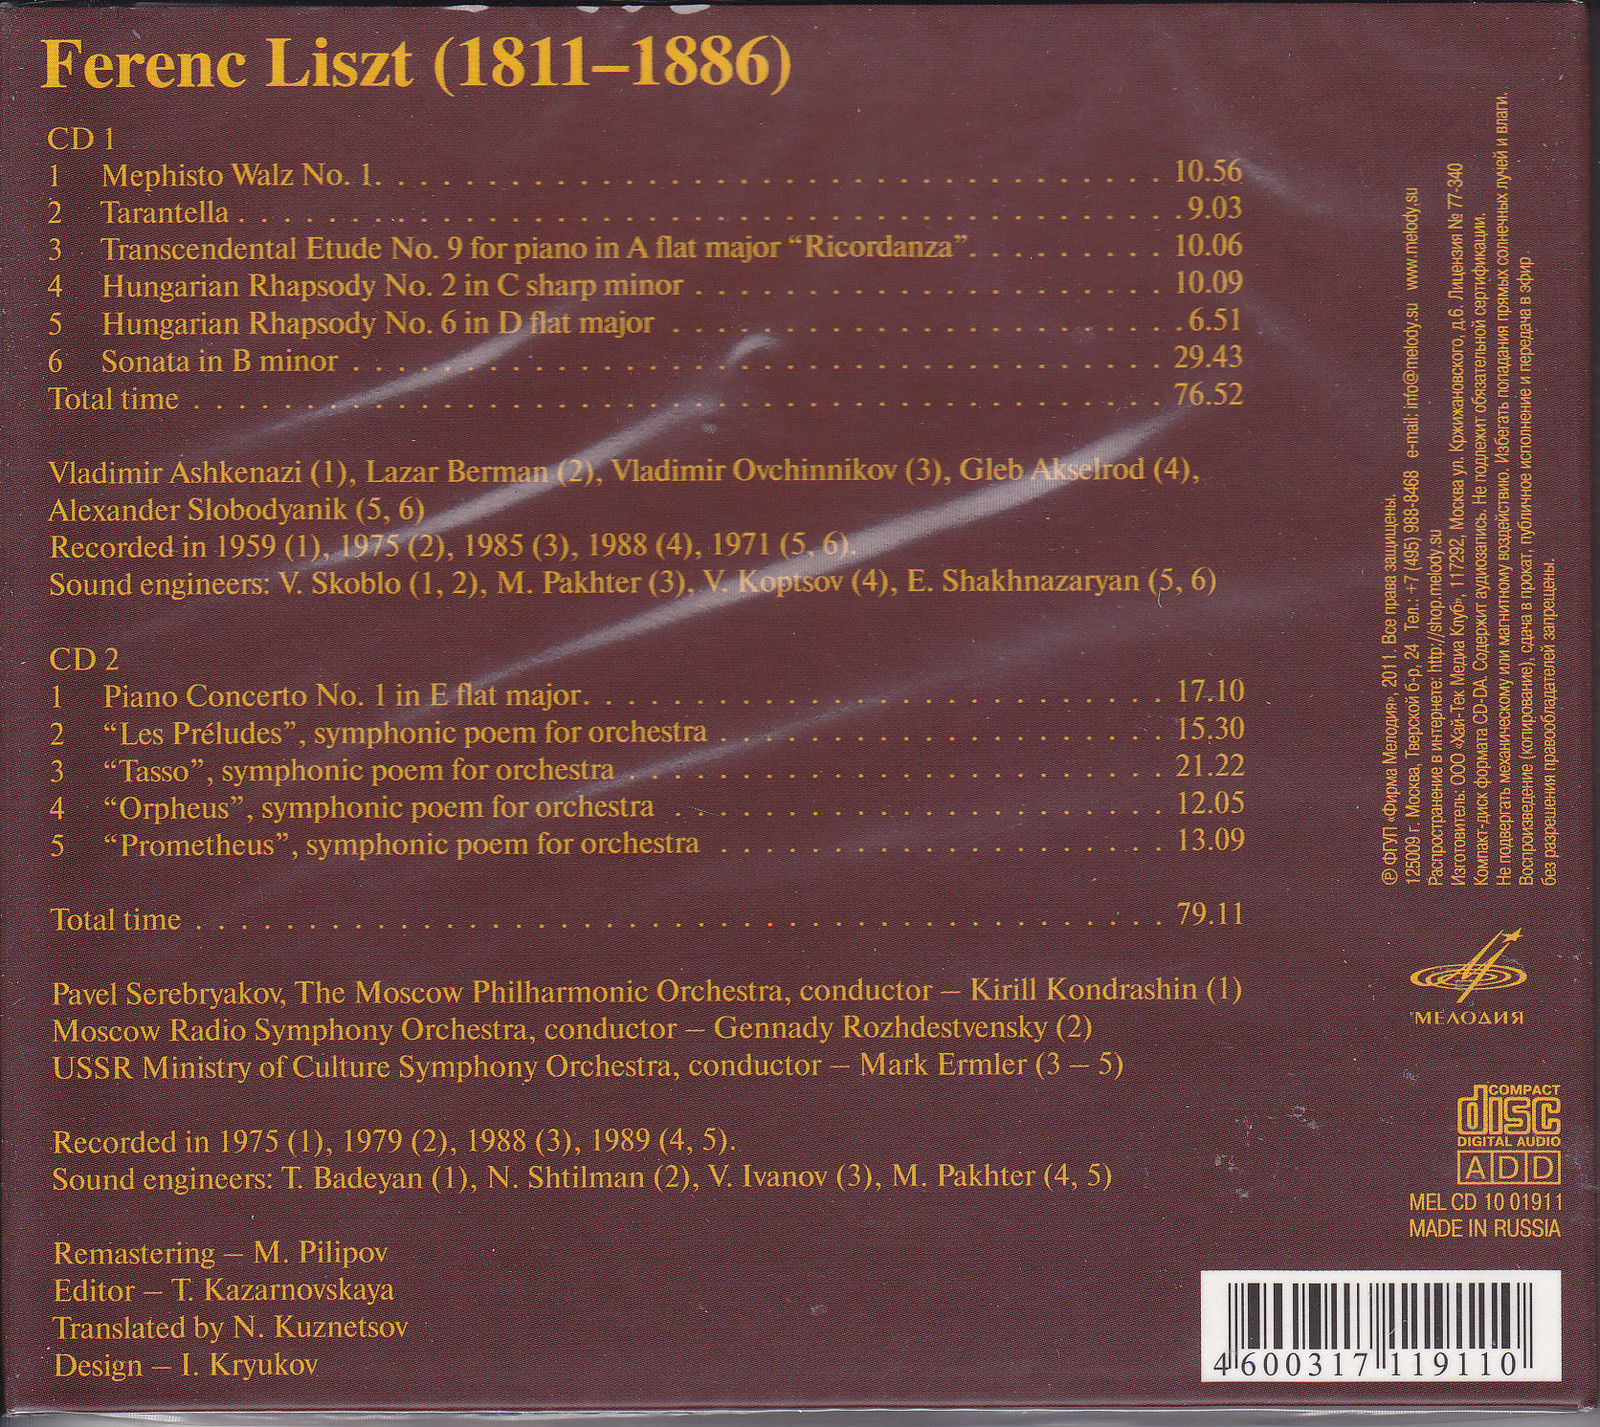 Ferenc Liszt (1811–1886)
CD 1
1 Mephisto Walz No. 1. . . . . . . . . . . . . . . . . . . . . . 10.56
2 Tarantella . . . . . . . . . . . . . . . . . . . . . . 9.03
3 Transcendental Etude No. 9 for piano in A flat major “Ricordanza”. . . . . . . . . 10.06
4 Hungarian Rhapsody No. 2 in C sharp minor . . . . . . . . . . . . . . . . . . 10.09
5 Hungarian Rhapsody No. 6 in D flat major . . . . . . . . . . . . . . . . . . . 6.51
6 Sonata in B minor . . . . . . . . . . . . . . . . . . . . . . 29.43
Total time . . . . . . . . . . . . . . . . . . . . . . 76.52
Vladimir Ashkenazi (1), Lazar Berman (2), Vladimir Ovchinnikov (3), Gleb Akselrod (4),
Alexander Slobodyanik (5, 6)
Recorded in 1959 (1), 1975 (2), 1985 (3), 1988 (4), 1971 (5, 6).
Sound engineers: V. Skoblo (1, 2), M. Pakhter (3), V. Koptsov (4), E. Shakhnazaryan (5, 6)
CD 2
1 Piano Concerto No. 1 in E flat major. . . . . . . . . . . . . . . . . . . . . . 17.10
2 “Les Préludes”, symphonic poem for orchestra . . . . . . . . . . . . . . . . . 15.30
3 “Tasso”, symphonic poem for orchestra . . . . . . . . . . . . . . . . . . . . 21.22
4 “Orpheus”, symphonic poem for orchestra . . . . . . . . . . . . . . . . . . . 12.05
5 “Prometheus”, symphonic poem for orchestra . . . . . . . . . . . . . . . . . 13.09
Total time . . . . . . . . . . . . . . . . . . . . . . 79.11
Pavel Serebryakov, The Moscow Philharmonic Orchestra, conductor – Kirill Kondrashin (1)
Moscow Radio Symphony Orchestra, conductor – Gennady Rozhdestvensky (2)
USSR Ministry of Culture Symphony Orchestra, conductor – Mark Ermler (3 – 5)
Recorded in 1975 (1), 1979 (2), 1988 (3), 1989 (4, 5).
Sound engineers: T. Badeyan (1), N. Shtilman (2), V. Ivanov (3), M. Pakhter (4, 5)
Remastering – M. Pilipov
Editor – T. Kazarnovskaya
Translated by N. Kuznetsov
Design – I. Kryukov
℗ ФГУП «Фирма Мелодия», 2011. Все права защищены.
125009 г. Москва, Тверской б-р, 24 Тел.: +7 (495) 988-8468 e-mail: info@melody.su www.melody.su
Распространение в интернете: http://shop.melody.su
Изготовитель: ООО «Хай-Тек Медиа Клуб», 117292, Москва ул. Кржижановского, д.6. Лицензия № 77-340
Компакт-диск формата CD-DA. Содержит аудиозапись. Не подлежит обязательной сертификации.
Не подвергать механическому или магнитному воздействию. Избегать попадания прямых солнечных лучей и влаги.
Воспроизведение (копирование), сдача в прокат, публичное исполнение и передача в эфир
без разрешения правообладателей запрещены.
МЕЛОДИЯ
COMPACT
disc
DIGITAL AUDIO
ADD
MEL CD 10 01911
MADE IN RUSSIA
4 600317 119110